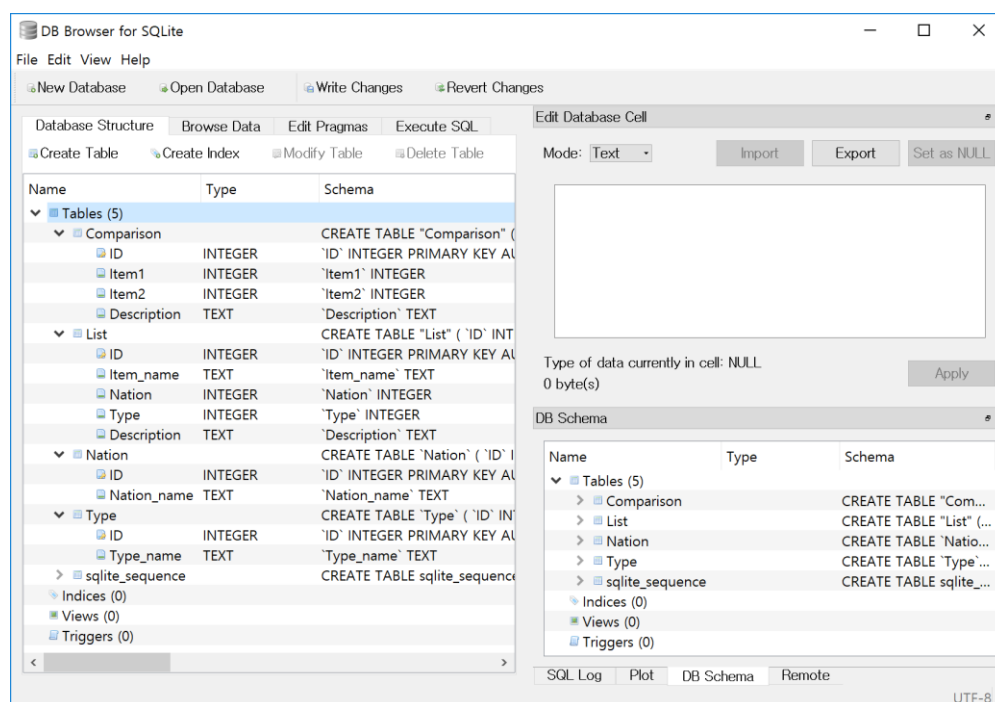 DB Browser for SQLite
File Edit View Help
New Database Open Database Write Changes Revert Changes
Database Structure Browse Data Edit Pragmas Execute SQL
Create Table Create Index Modify Table Delete Table
Name Type Schema
Tables (5)
Comparison CREATE TABLE "Comparison" (
ID INTEGER `ID` INTEGER PRIMARY KEY AU
Item1 INTEGER `Item1` INTEGER
Item2 INTEGER `Item2` INTEGER
Description TEXT `Description` TEXT
List CREATE TABLE "List" ( `ID` INT
ID INTEGER `ID` INTEGER PRIMARY KEY AU
Item_name TEXT `Item_name` TEXT
Nation INTEGER `Nation` INTEGER
Type INTEGER `Type` INTEGER
Description TEXT `Description` TEXT
Nation CREATE TABLE `Nation` ( `ID` I
ID INTEGER `ID` INTEGER PRIMARY KEY AU
Nation_name TEXT `Nation_name` TEXT
Type CREATE TABLE `Type` ( `ID` IN
ID INTEGER `ID` INTEGER PRIMARY KEY AU
Type_name TEXT `Type_name` TEXT
sqlite_sequence CREATE TABLE sqlite_sequence
Indices (0)
Views (0)
Triggers (0)
Edit Database Cell
Mode: Text Import Export Set as NULL
Type of data currently in cell: NULL
0 byte(s)
Apply
DB Schema
Name Type Schema
Tables (5)
Comparison CREATE TABLE "Com...
List CREATE TABLE "List" (...
Nation CREATE TABLE `Natio...
Type CREATE TABLE `Type`...
sqlite_sequence CREATE TABLE sqlite_...
Indices (0)
Views (0)
Triggers (0)
SQL Log Plot DB Schema Remote
UTF-8